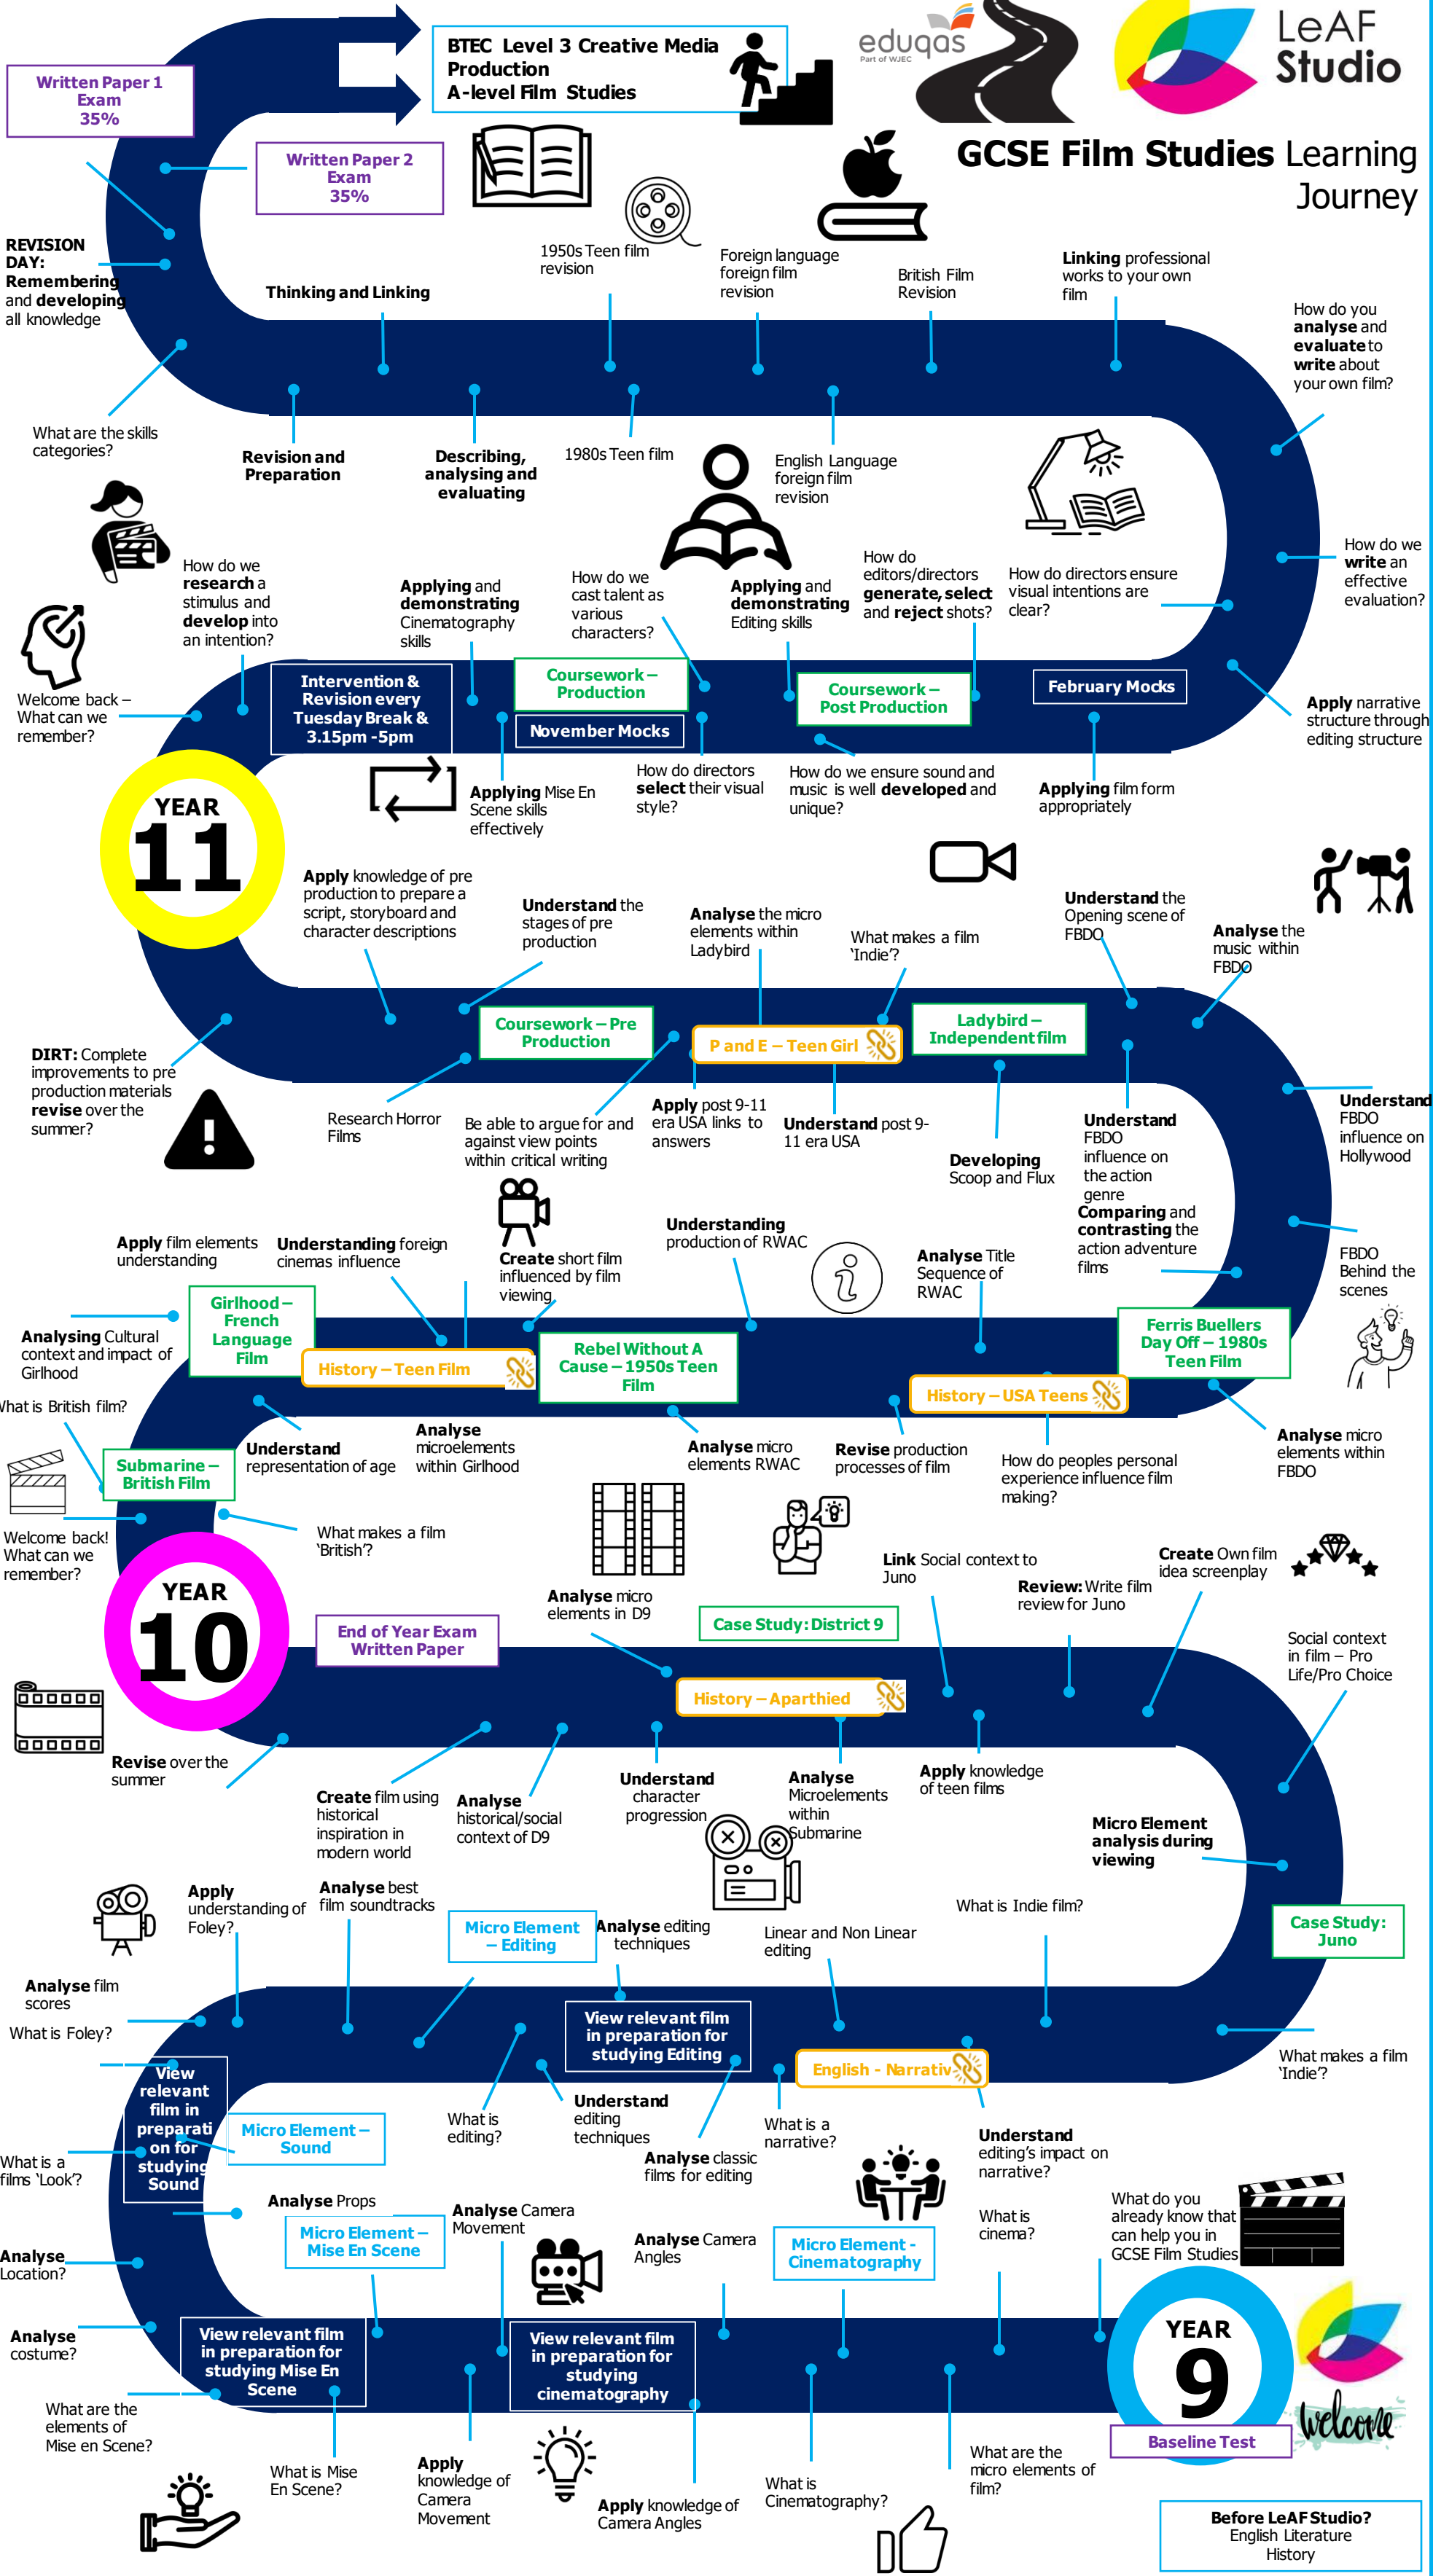 BTEC Level 3 Creative Media
Production
A-level Film Studies
eduqas
Part of WJEC
LeAF
Studio
GCSE Film Studies Learning
Journey
Written Paper 1
Exam
35%
Written Paper 2
Exam
35%
REVISION
DAY:
Remembering
and developing
all knowledge
Thinking and Linking
1950s Teen film
revision
Foreign language
foreign film
revision
British Film
Revision
Linking professional
works to your own
film
How do you
analyse and
evaluate to
write about
your own film?
What are the skills
categories?
Revision and
Preparation
Describing,
analysing and
evaluating
1980s Teen film
English Language
foreign film
revision
How do we
write an
effective
evaluation?
How do we
research a
stimulus and
develop into
an intention?
Applying and
demonstrating
Cinematography
skills
How do we
cast talent as
various
characters?
Applying and
demonstrating
Editing skills
How do
editors/directors
generate, select
and reject shots?
How do directors ensure
visual intentions are
clear?
Welcome back –
What can we
remember?
Intervention &
Revision every
Tuesday Break &
3.15pm -5pm
Coursework –
Production
November Mocks
Coursework –
Post Production
February Mocks
Apply narrative
structure through
editing structure
YEAR
11
Applying Mise En
Scene skills
effectively
How do directors
select their visual
style?
How do we ensure sound and
music is well developed and
unique?
Applying film form
appropriately
Apply knowledge of pre
production to prepare a
script, storyboard and
character descriptions
Understand the
stages of pre
production
Analyse the micro
elements within
Ladybird
What makes a film
‘Indie’?
Understand the
Opening scene of
FBDO
Analyse the
music within
FBDO
Coursework – Pre
Production
P and E – Teen Girl
Ladybird –
Independent film
DIRT: Complete
improvements to pre
production materials
revise over the
summer?
Research Horror
Films
Be able to argue for and
against view points
within critical writing
Apply post 9-11
era USA links to
answers
Understand post 9-
11 era USA
Developing
Scoop and Flux
Understand
FBDO
influence on
the action
genre
Understand
FBDO
influence on
Hollywood
Comparing and
contrasting the
action adventure
films
FBDO
Behind the
scenes
Apply film elements
understanding
Understanding foreign
cinemas influence
Create short film
influenced by film
viewing
Understanding
production of RWAC
Analyse Title
Sequence of
RWAC
Analysing Cultural
context and impact of
Girlhood
Girlhood –
French
Language
Film
History – Teen Film
Rebel Without A
Cause – 1950s Teen
Film
History – USA Teens
Ferris Buellers
Day Off – 1980s
Teen Film
What is British film?
Submarine –
British Film
Understand
representation of age
Analyse
microelements
within Girlhood
Analyse micro
elements RWAC
Revise production
processes of film
How do peoples personal
experience influence film
making?
Analyse micro
elements within
FBDO
Welcome back!
What can we
remember?
What makes a film
‘British’?
YEAR
10
End of Year Exam
Written Paper
Analyse micro
elements in D9
Case Study: District 9
Link Social context to
Juno
Review: Write film
review for Juno
Create Own film
idea screenplay
Social context
in film – Pro
Life/Pro Choice
History – Aparthied
Revise over the
summer
Create film using
historical
inspiration in
modern world
Analyse
historical/social
context of D9
Understand
character
progression
Analyse
Microelements
within
Submarine
Apply knowledge
of teen films
Micro Element
analysis during
viewing
Case Study:
Juno
Apply
understanding of
Foley?
Analyse best
film soundtracks
Micro Element
– Editing
Analyse editing
techniques
Linear and Non Linear
editing
What is Indie film?
Analyse film
scores
What is Foley?
View relevant film
in preparation for
studying Editing
English - Narrativ
What makes a film
‘Indie’?
View
relevant
film in
preparati
on for
studying
Sound
Micro Element –
Sound
What is
editing?
Understand
editing
techniques
Analyse classic
films for editing
What is a
narrative?
Understand
editing’s impact on
narrative?
What is a
films ‘Look’?
Analyse Props
Micro Element –
Mise En Scene
Analyse Camera
Movement
Analyse Camera
Angles
Micro Element -
Cinematography
What is
cinema?
What do you
already know that
can help you in
GCSE Film Studies
Analyse
Location?
Analyse
costume?
View relevant film
in preparation for
studying Mise En
Scene
View relevant film
in preparation for
studying
cinematography
YEAR
9
Baseline Test
welcome
What are the
elements of
Mise en Scene?
What is Mise
En Scene?
Apply
knowledge of
Camera
Movement
Apply knowledge of
Camera Angles
What is
Cinematography?
What are the
micro elements of
film?
Before LeAF Studio?
English Literature
History